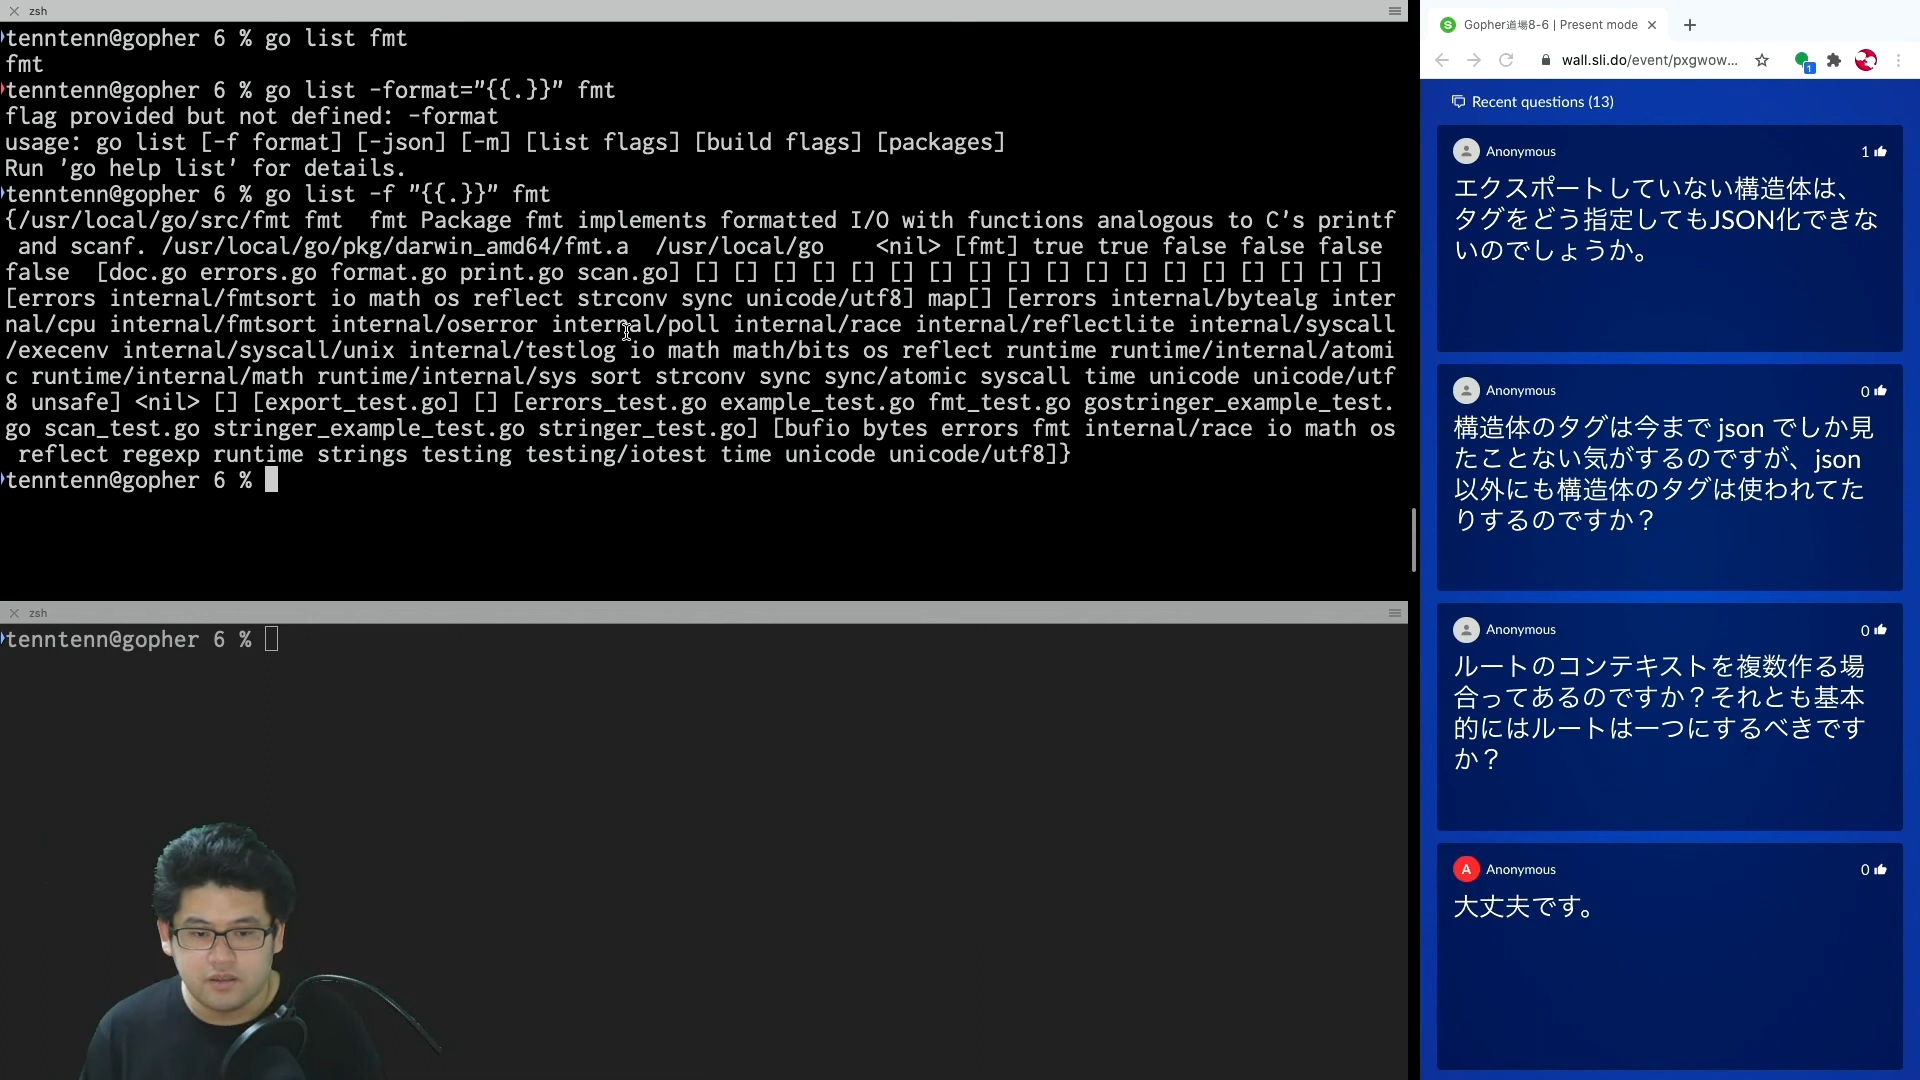 zsh
tenntenn@gopher 6 % go list fmt
fmt
tenntenn@gopher 6 % go list -format="{{.}}" fmt
flag provided but not defined: -format
usage: go list [-f format] [-json] [-m] [list flags] [build flags] [packages]
Run 'go help list' for details.
tenntenn@gopher 6 % go list -f "{{.}}" fmt
{/usr/local/go/src/fmt fmt  fmt Package fmt implements formatted I/O with functions analogous to C's printf
 and scanf. /usr/local/go/pkg/darwin_amd64/fmt.a  /usr/local/go    <nil> [fmt] true true false false false
false  [doc.go errors.go format.go print.go scan.go] [] [] [] [] [] [] [] [] [] [] [] [] [] [] [] [] [] []
[errors internal/fmtsort io math os reflect strconv sync unicode/utf8] map[] [errors internal/bytealg inter
nal/cpu internal/fmtsort internal/oserror internal/poll internal/race internal/reflectlite internal/syscall
/execenv internal/syscall/unix internal/testlog io math math/bits os reflect runtime runtime/internal/atomi
c runtime/internal/math runtime/internal/sys sort strconv sync sync/atomic syscall time unicode unicode/utf
8 unsafe] <nil> [] [export_test.go] [] [errors_test.go example_test.go fmt_test.go gostringer_example_test.
go scan_test.go stringer_example_test.go stringer_test.go] [bufio bytes errors fmt internal/race io math os
 reflect regexp runtime strings testing testing/iotest time unicode unicode/utf8]}
tenntenn@gopher 6 %
zsh
tenntenn@gopher 6 %
Gopher道場8-6 | Present mode
wall.sli.do/event/pxgwow...
1
Recent questions (13)
Anonymous
1
エクスポートしていない構造体は、
タグをどう指定してもJSON化できな
いのでしょうか。
Anonymous
0
構造体のタグは今まで json でしか見
たことない気がするのですが、json
以外にも構造体のタグは使われてた
りするのですか？
Anonymous
0
ルートのコンテキストを複数作る場
合ってあるのですか？それとも基本
的にはルートは一つにするべきです
か？
A
Anonymous
0
大丈夫です。